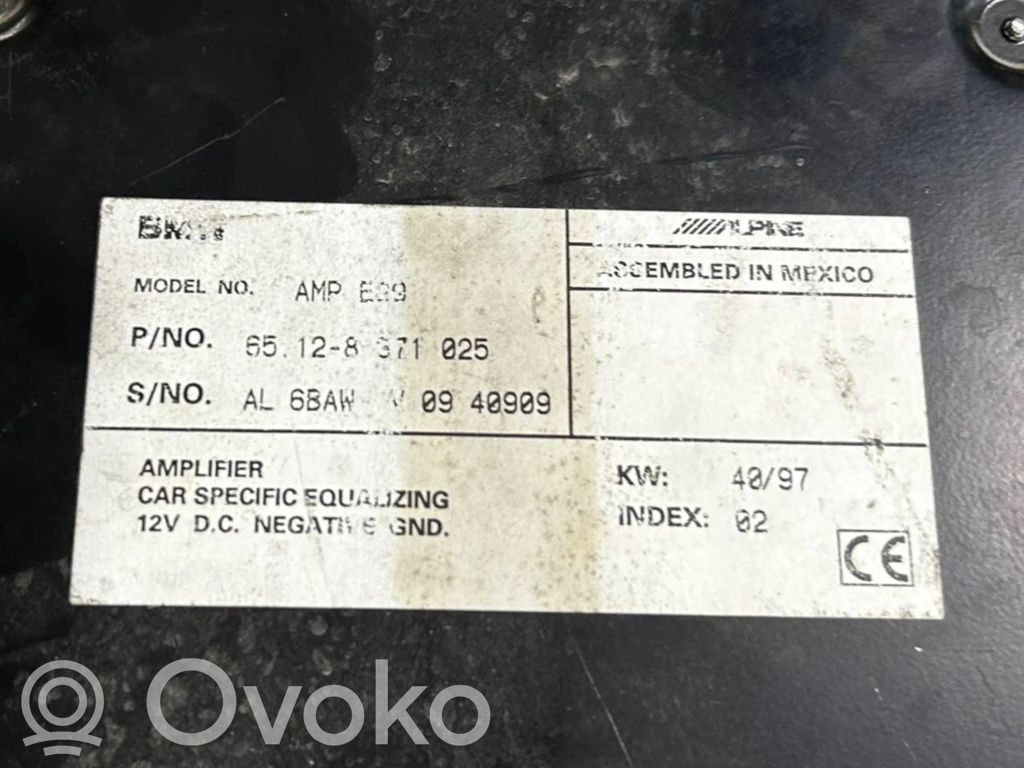 BMW
ALPINE
ASSEMBLED IN MEXICO
MODEL NO. AMP E39
P/NO. 65.12-8 371 025
S/NO. AL 6BAW 09 40909
AMPLIFIER
CAR SPECIFIC EQUALIZING
12V D.C. NEGATIVE GND.
KW: 40/97
INDEX: 02
CE
Ovoko